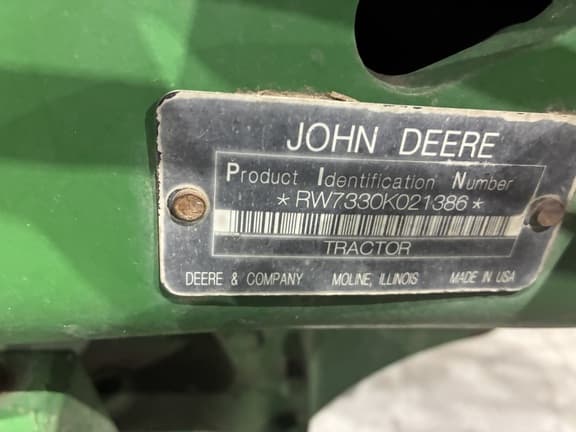 JOHN DEERE
Product Identification Number
*RW7330K021386*
TRACTOR
DEERE & COMPANY MOLINE, ILLINOIS MADE IN USA